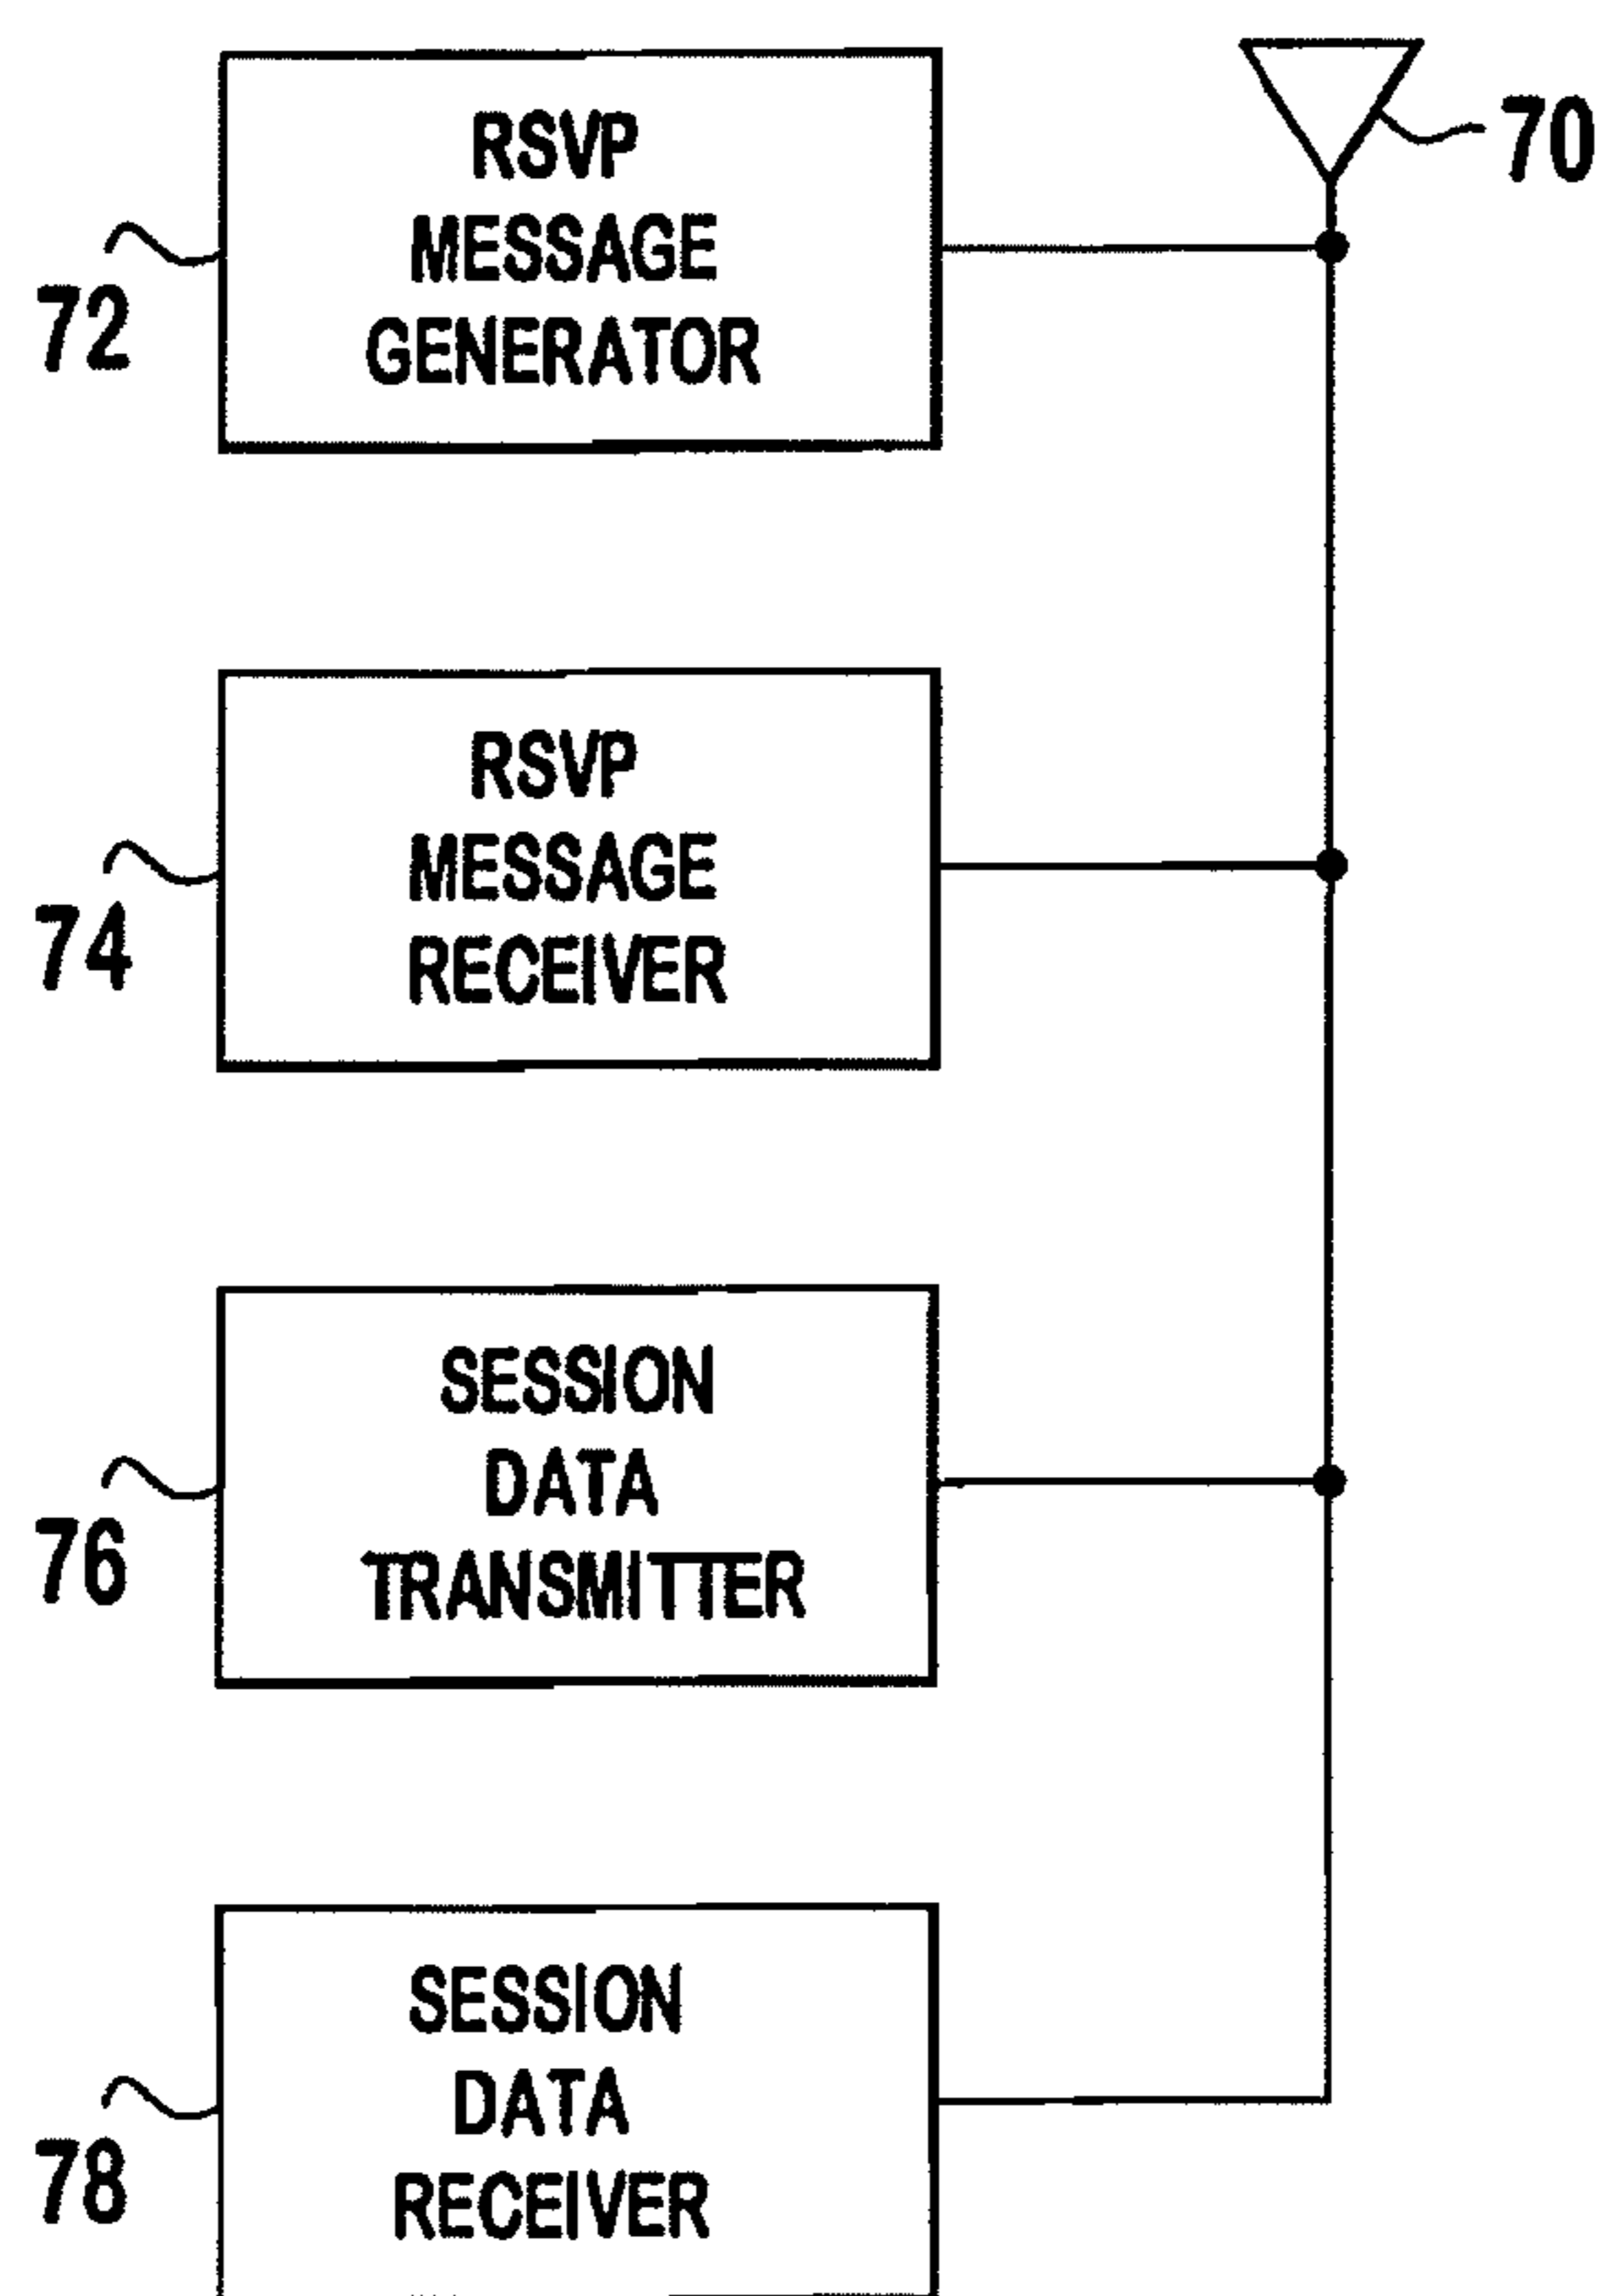 RSVP
MESSAGE
GENERATOR
70
72
RSVP
MESSAGE
RECEIVER
74
SESSION
DATA
TRANSMITTER
76
SESSION
DATA
RECEIVER
78